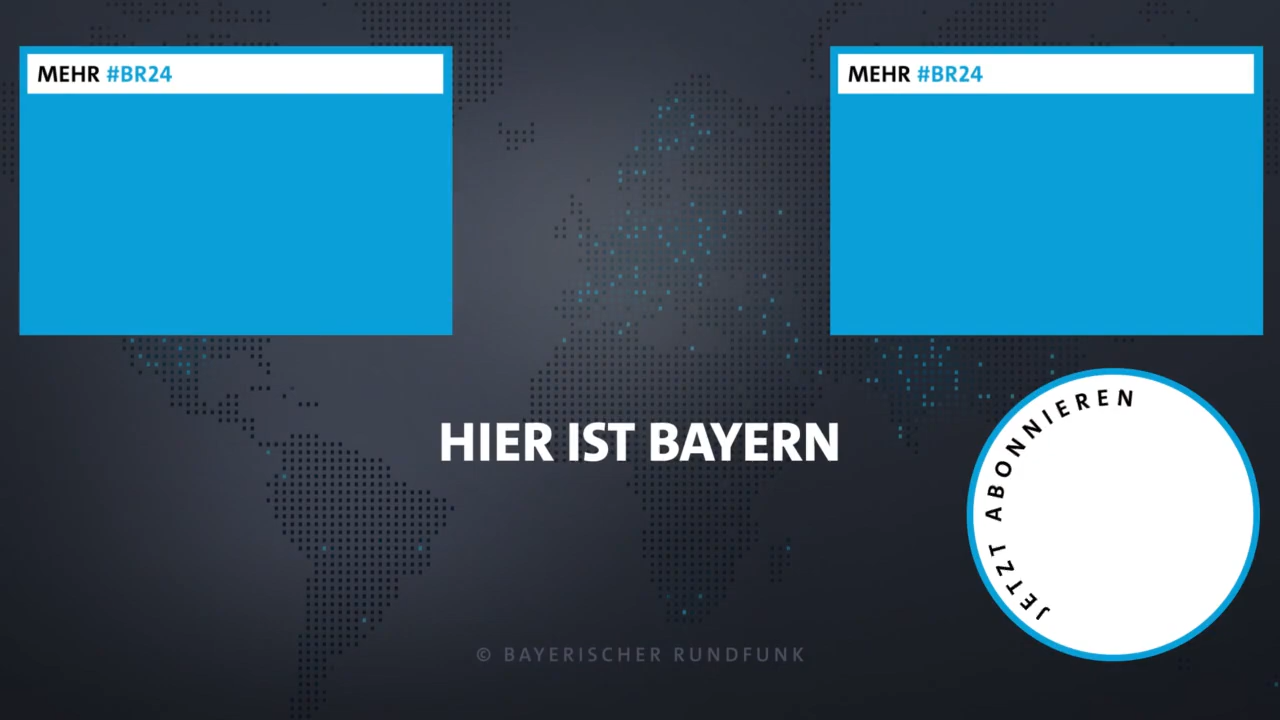 MEHR #BR24
MEHR #BR24
HIER IST BAYERN
JETZT ABONNIEREN
© BAYERISCHER RUNDFUNK